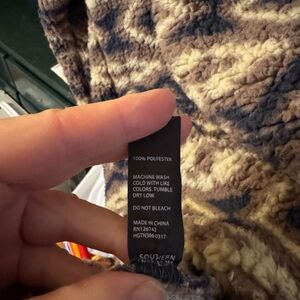 100% POLYESTER
MACHINE WASH
COLD WITH LIKE
COLORS. TUMBLE
DRY LOW.
DO NOT BLEACH
MADE IN CHINA
RN126742